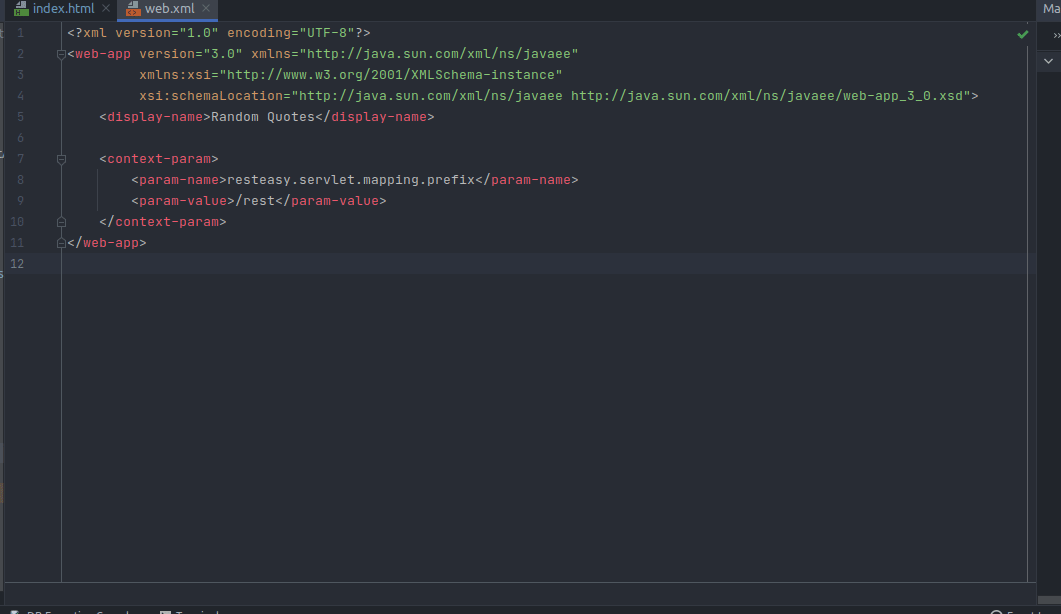 index.html web.xml Ma
1 <?xml version="1.0" encoding="UTF-8"?>
2 <web-app version="3.0" xmlns="http://java.sun.com/xml/ns/javaee"
3 xmlns:xsi="http://www.w3.org/2001/XMLSchema-instance"
4 xsi:schemaLocation="http://java.sun.com/xml/ns/javaee http://java.sun.com/xml/ns/javaee/web-app_3_0.xsd">
5 <display-name>Random Quotes</display-name>
6
7 <context-param>
8 <param-name>resteasy.servlet.mapping.prefix</param-name>
9 <param-value>/rest</param-value>
10 </context-param>
11 </web-app>
12